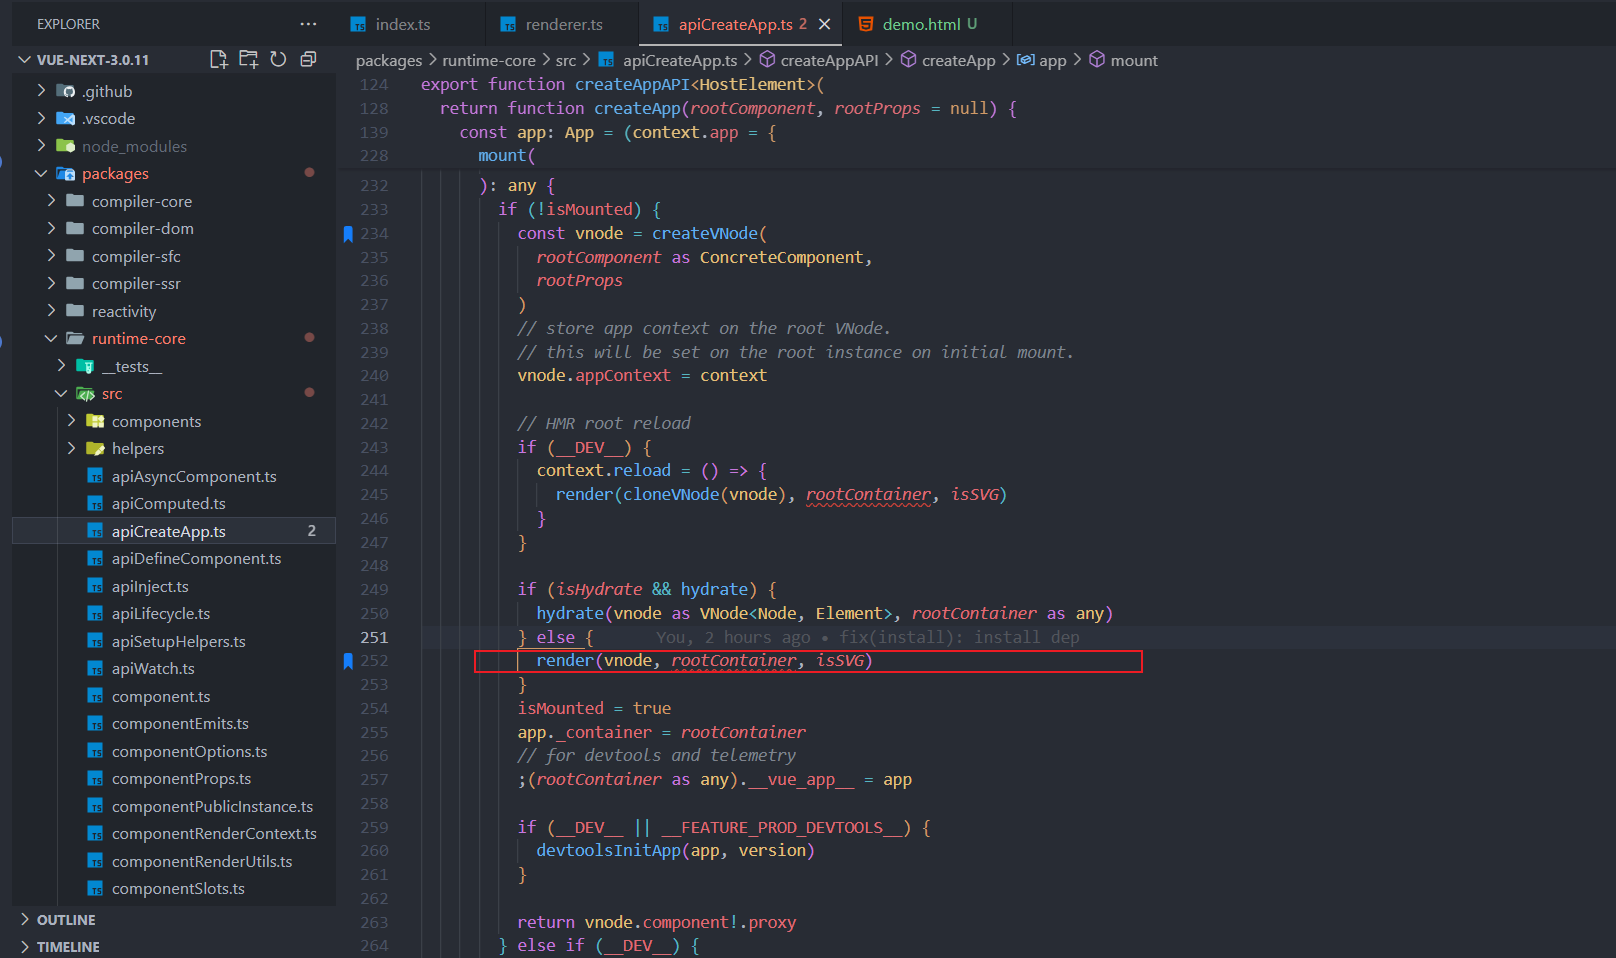 EXPLORER
VUE-NEXT-3.0.11
.github
.vscode
node_modules
packages
compiler-core
compiler-dom
compiler-sfc
compiler-ssr
reactivity
runtime-core
__tests__
src
components
helpers
apiAsyncComponent.ts
apiComputed.ts
apiCreateApp.ts 2
apiDefineComponent.ts
apiInject.ts
apiLifecycle.ts
apiSetupHelpers.ts
apiWatch.ts
component.ts
componentEmits.ts
componentOptions.ts
componentProps.ts
componentPublicInstance.ts
componentRenderContext.ts
componentRenderUtils.ts
componentSlots.ts
OUTLINE
TIMELINE
index.ts renderer.ts apiCreateApp.ts 2 demo.html U
packages > runtime-core > src > apiCreateApp.ts > createAppAPI > createApp > app > mount
124 export function createAppAPI<HostElement>(
128 return function createApp(rootComponent, rootProps = null) {
139 const app: App = (context.app = {
228 mount(
232 ): any {
233 if (!isMounted) {
234 const vnode = createVNode(
235 rootComponent as ConcreteComponent,
236 rootProps
237 )
238 // store app context on the root VNode.
239 // this will be set on the root instance on initial mount.
240 vnode.appContext = context
241
242 // HMR root reload
243 if (__DEV__) {
244 context.reload = () => {
245 render(cloneVNode(vnode), rootContainer, isSVG)
246 }
247 }
248
249 if (isHydrate && hydrate) {
250 hydrate(vnode as VNode<Node, Element>, rootContainer as any)
251 } else { You, 2 hours ago • fix(install): install dep
252 render(vnode, rootContainer, isSVG)
253 }
254 isMounted = true
255 app._container = rootContainer
256 // for devtools and telemetry
257 ;(rootContainer as any).__vue_app__ = app
258
259 if (__DEV__ || __FEATURE_PROD_DEVTOOLS__) {
260 devtoolsInitApp(app, version)
261 }
262
263 return vnode.component!.proxy
264 } else if (__DEV__) {